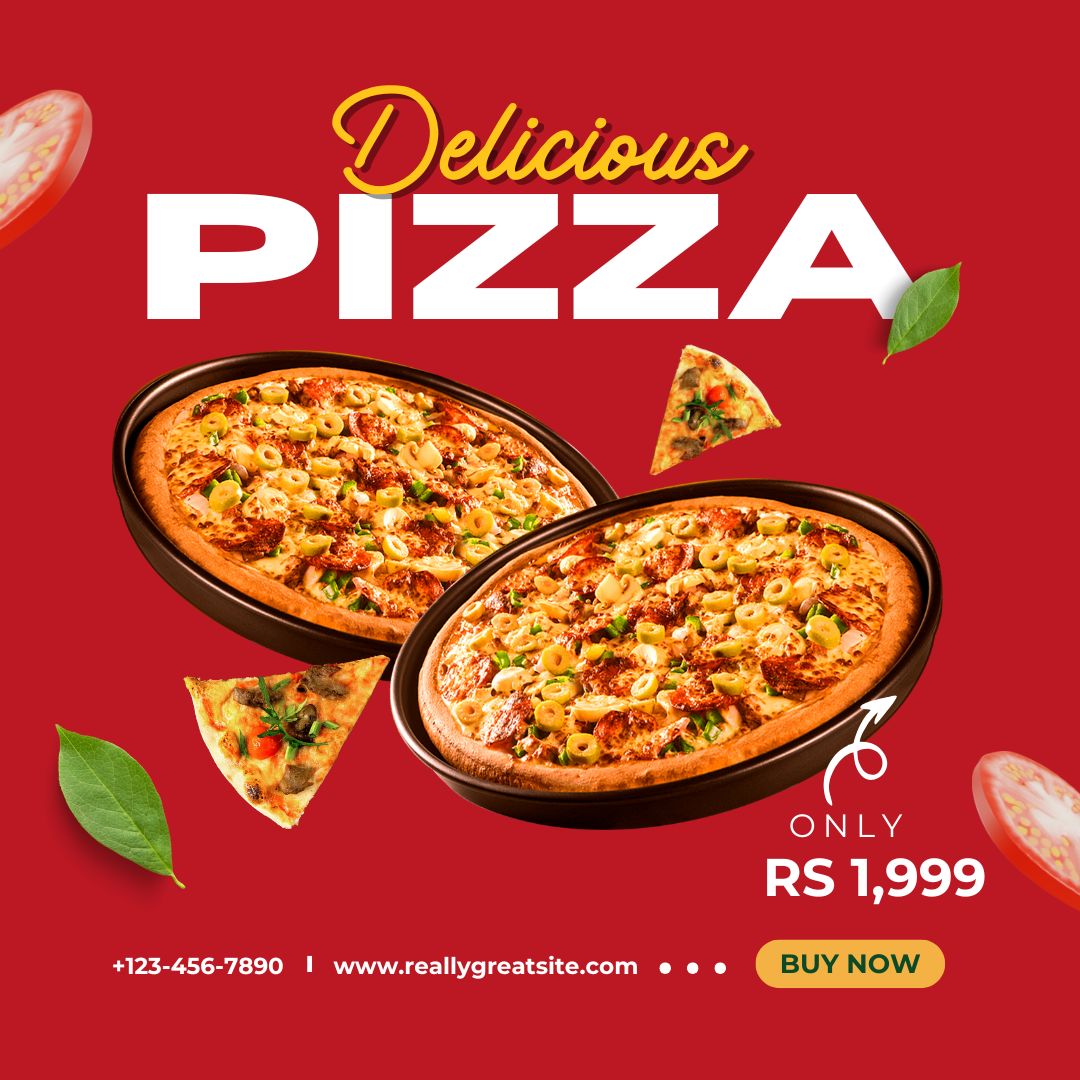 Delicious
PIZZA
ONLY
RS 1,999
+123-456-7890 | www.reallygreatsite.com
BUY NOW